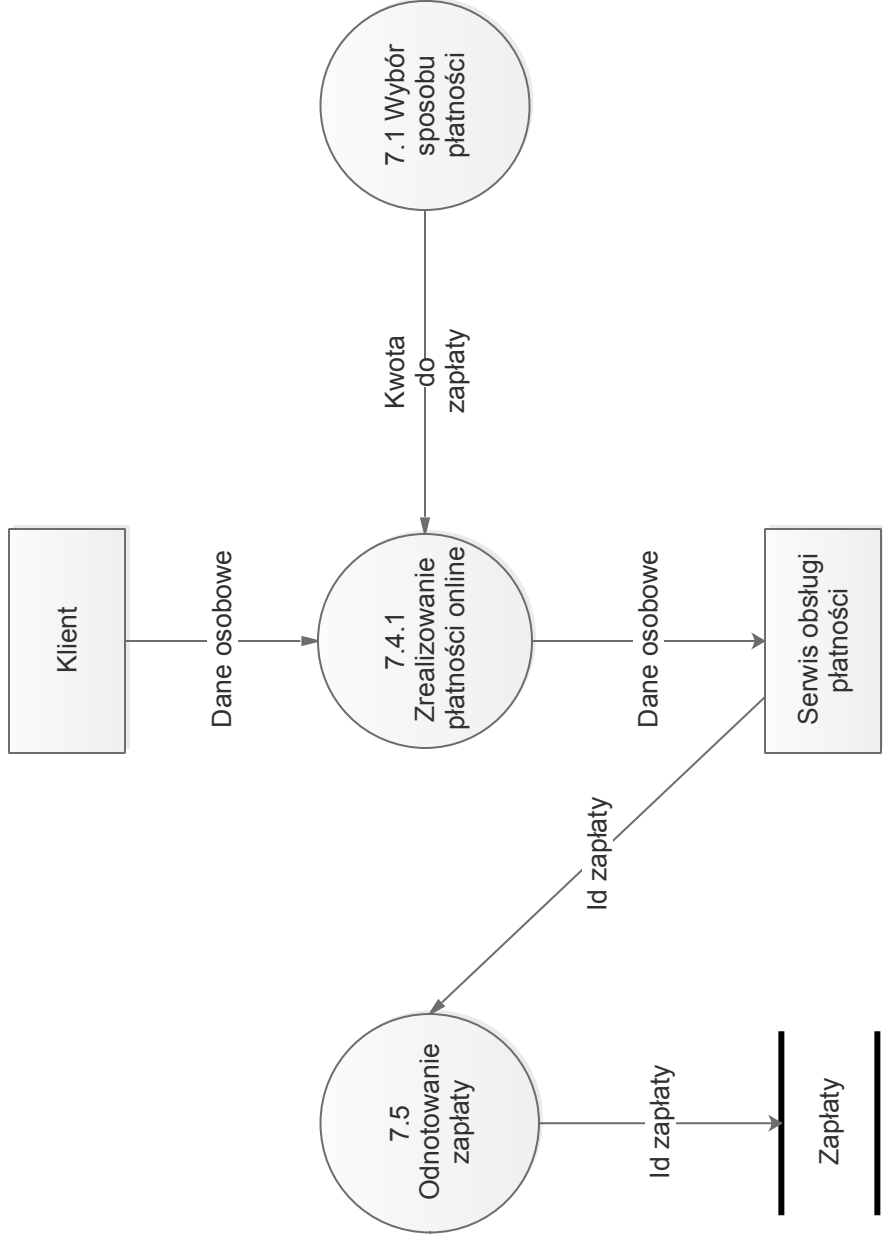 Klient
Dane osobowe
7.5
Odnotowanie
zapłaty
7.4.1
Zrealizowanie
płatności online
Kwota
do
zapłaty
7.1 Wybór
sposobu
płatności
Id zapłaty
Id zapłaty
Dane osobowe
Zapłaty
Serwis obsługi
płatności